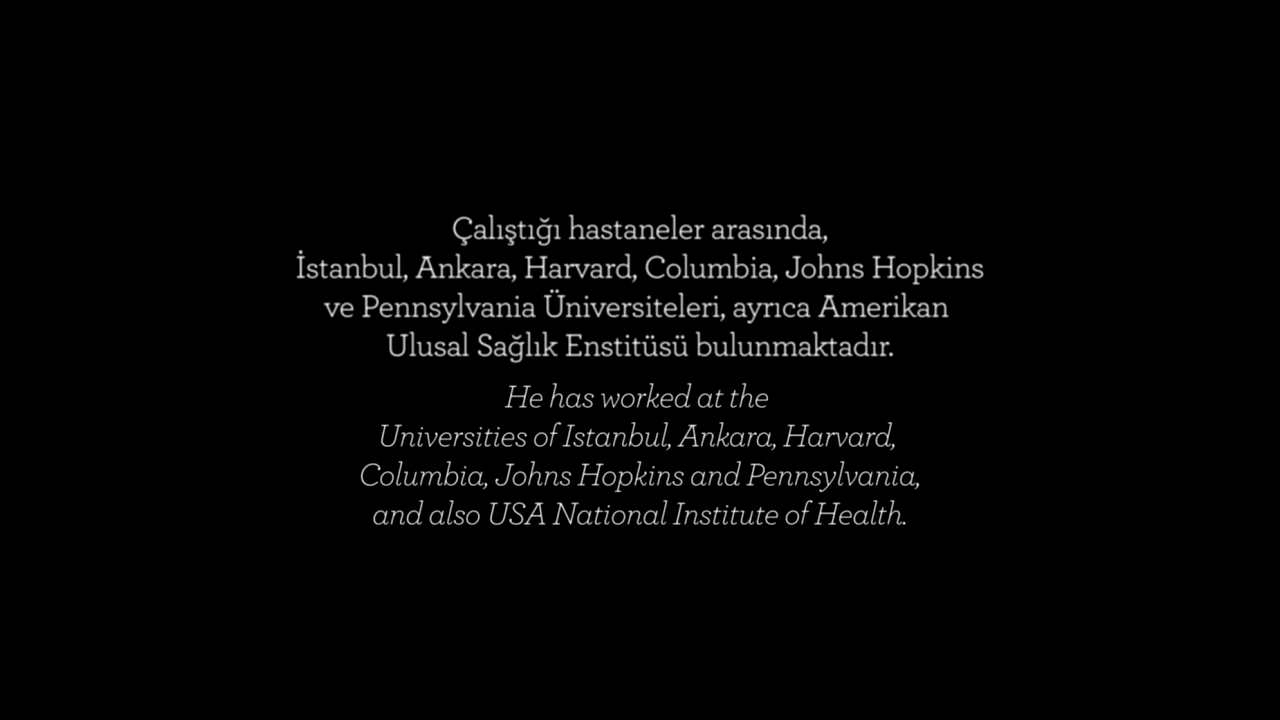 Çalıştığı hastaneler arasında,
İstanbul, Ankara, Harvard, Columbia, Johns Hopkins
ve Pennsylvania Üniversiteleri, ayrıca Amerikan
Ulusal Sağlık Enstitüsü bulunmaktadır.
He has worked at the
Universities of Istanbul, Ankara, Harvard,
Columbia, Johns Hopkins and Pennsylvania,
and also USA National Institute of Health.